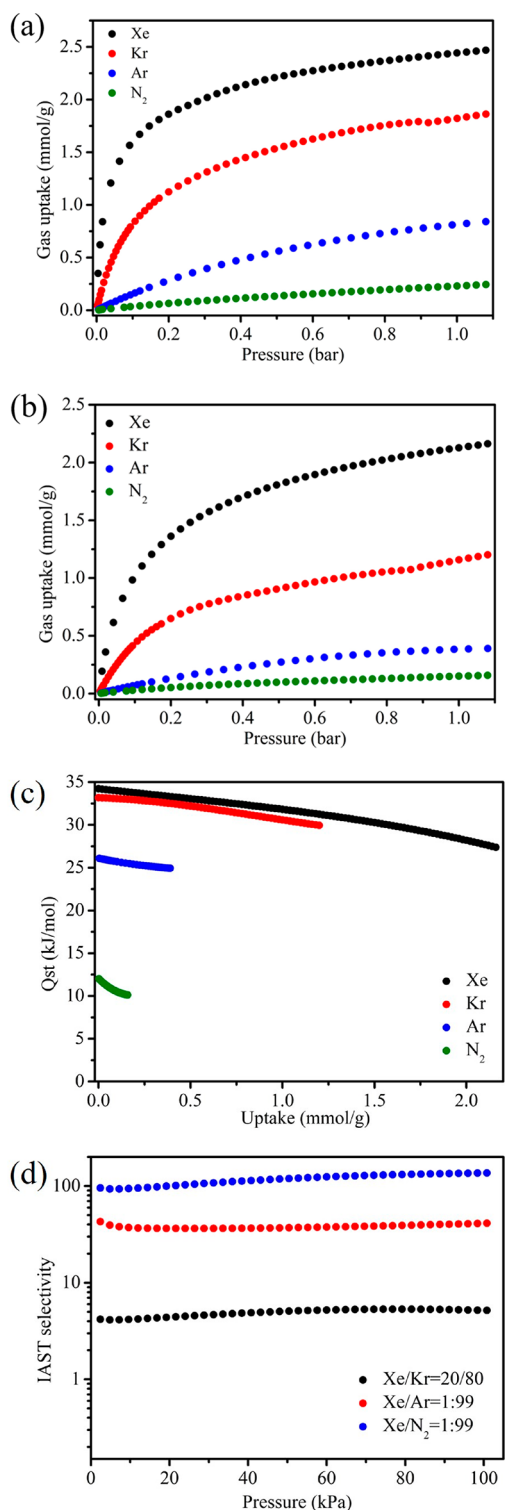 (a)
Xe
Kr
Ar
N2
Gas uptake (mmol/g)
2.5
2.0
1.5
1.0
0.5
0.0
0.0 0.2 0.4 0.6 0.8 1.0
Pressure (bar)
(b)
Xe
Kr
Ar
N2
Gas uptake (mmol/g)
2.5
2.0
1.5
1.0
0.5
0.0
0.0 0.2 0.4 0.6 0.8 1.0
Pressure (bar)
(c)
Qst (kJ/mol)
35
30
25
20
15
10
5
0
Xe
Kr
Ar
N2
0.0 0.5 1.0 1.5 2.0
Uptake (mmol/g)
(d)
IAST selectivity
100
10
1
Xe/Kr=20/80
Xe/Ar=1:99
Xe/N2=1:99
0 20 40 60 80 100
Pressure (kPa)